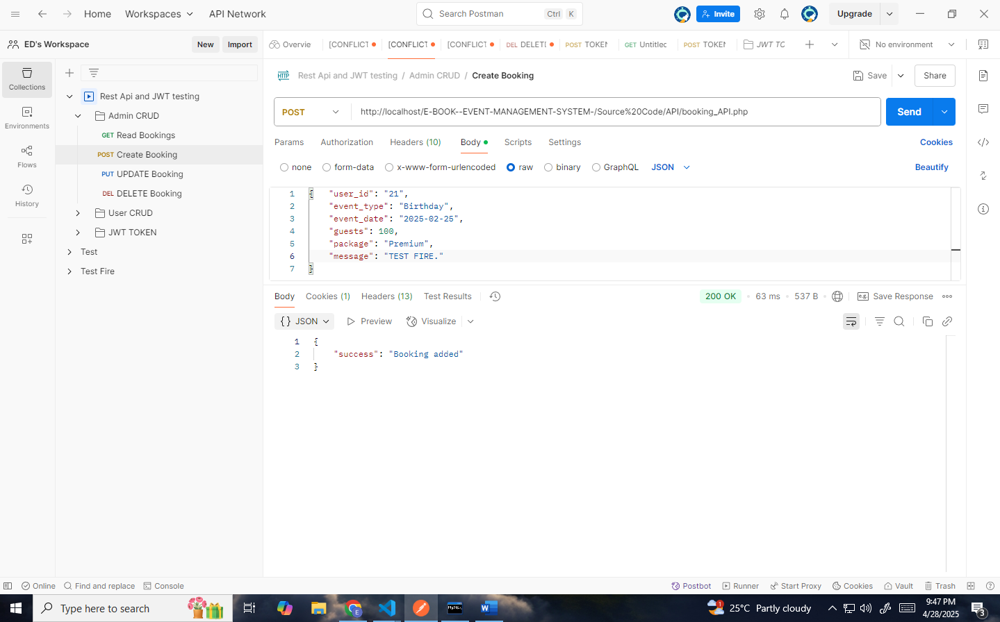 Home Workspaces API Network Search Postman Ctrl K Invite Upgrade
ED's Workspace New Import Overvie [CONFLICT [CONFLICT [CONFLICT DEL DELETE POST TOKEN GET Untitled POST TOKEN JWT TO No environment
Collections
Environments
Flows
History
Rest Api and JWT testing
Admin CRUD
GET Read Bookings
POST Create Booking
PUT UPDATE Booking
DEL DELETE Booking
User CRUD
JWT TOKEN
Test
Test Fire
HTTP Rest Api and JWT testing / Admin CRUD / Create Booking Save Share
POST http://localhost/E-BOOK--EVENT-MANAGEMENT-SYSTEM-/Source%20Code/API/booking_API.php Send
Params Authorization Headers (10) Body Scripts Settings Cookies
none form-data x-www-form-urlencoded raw binary GraphQL JSON Beautify
1 { "user_id": "21",
2 "event_type": "Birthday",
3 "event_date": "2025-02-25",
4 "guests": 100,
5 "package": "Premium",
6 "message": "TEST FIRE."
7 }
Body Cookies (1) Headers (13) Test Results 200 OK • 63 ms • 537 B • e.g. Save Response
{} JSON Preview Visualize
1 {
2 "success": "Booking added"
3 }
Online Find and replace Console Postbot Runner Start Proxy Cookies Vault Trash
Type here to search MySQL 1 25°C Partly cloudy 9:47 PM
4/28/2025 3